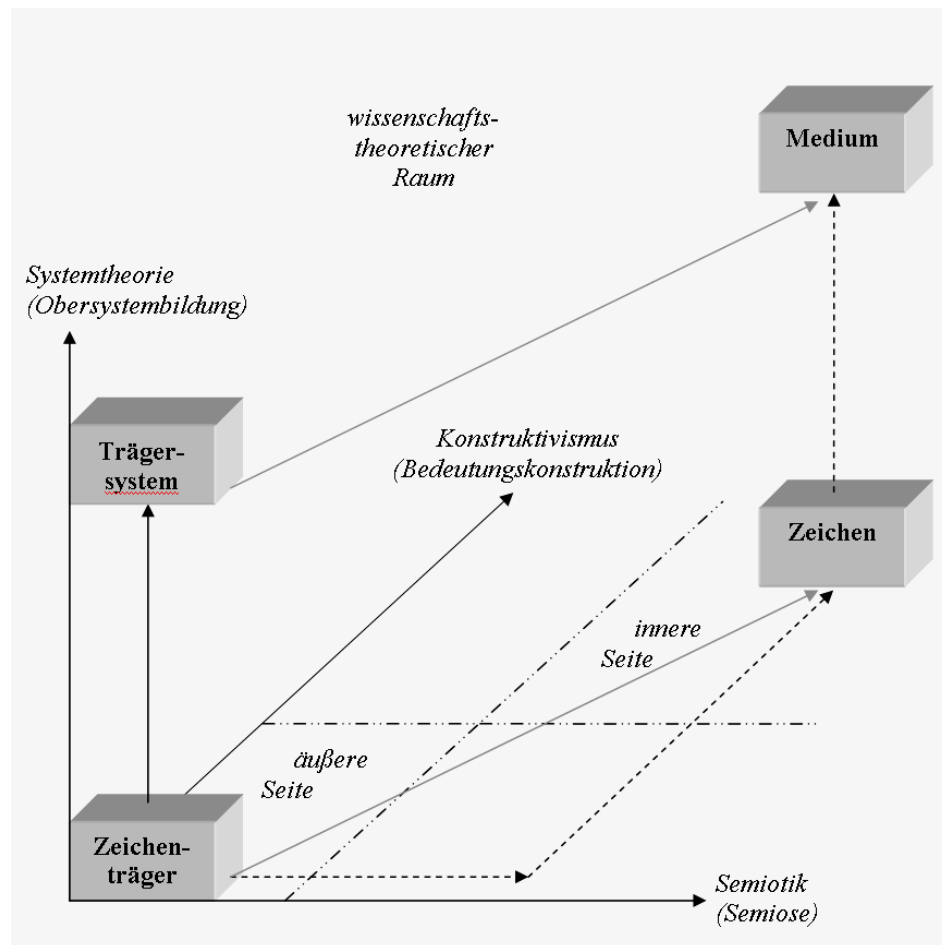 wissenschafts-
theoretischer
Raum
Medium
Systemtheorie
(Obersystembildung)
Träger-
system
Konstruktivismus
(Bedeutungskonstruktion)
Zeichen
innere
Seite
äußere
Seite
Zeichen-
träger
Semiotik
(Semiose)